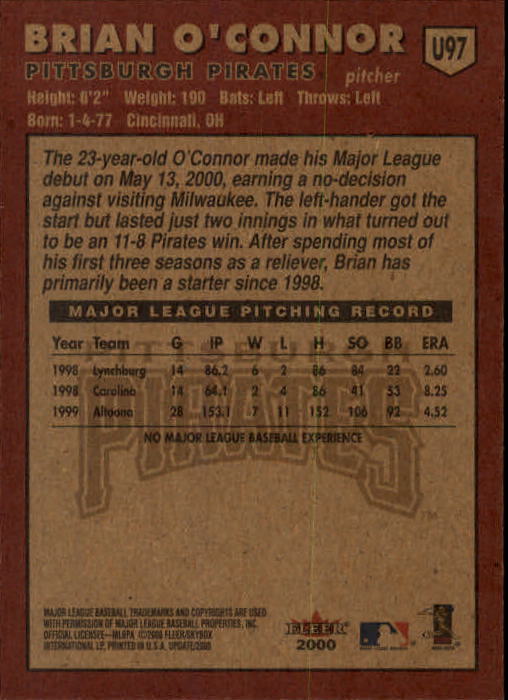 BRIAN O'CONNOR
U97
PITTSBURGH PIRATES pitcher
Height: 6'2" Weight: 190 Bats: Left Throws: Left
Born: 1-4-77 Cincinnati, OH
The 23-year-old O'Connor made his Major League
debut on May 13, 2000, earning a no-decision
against visiting Milwaukee. The left-hander got the
start but lasted just two innings in what turned out
to be an 11-8 Pirates win. After spending most of
his first three seasons as a reliever, Brian has
primarily been a starter since 1998.
MAJOR LEAGUE PITCHING RECORD
Year Team G IP W L H SO BB ERA
1998 Lynchburg 14 86.2 6 2 86 84 22 2.60
1998 Carolina 14 64.1 2 4 86 41 53 8.25
1999 Altoona 28 153.1 7 11 152 106 92 4.52
NO MAJOR LEAGUE BASEBALL EXPERIENCE
PITTSBURGH
PIRATES
TM
MAJOR LEAGUE BASEBALL TRADEMARKS AND COPYRIGHTS ARE USED
WITH PERMISSION OF MAJOR LEAGUE BASEBALL PROPERTIES, INC.
OFFICIAL LICENSEE—MLBPA ©2000 FLEER/SKYBOX
INTERNATIONAL LP, PRINTED IN U.S.A. UPDATE/2000
FLEER
2000